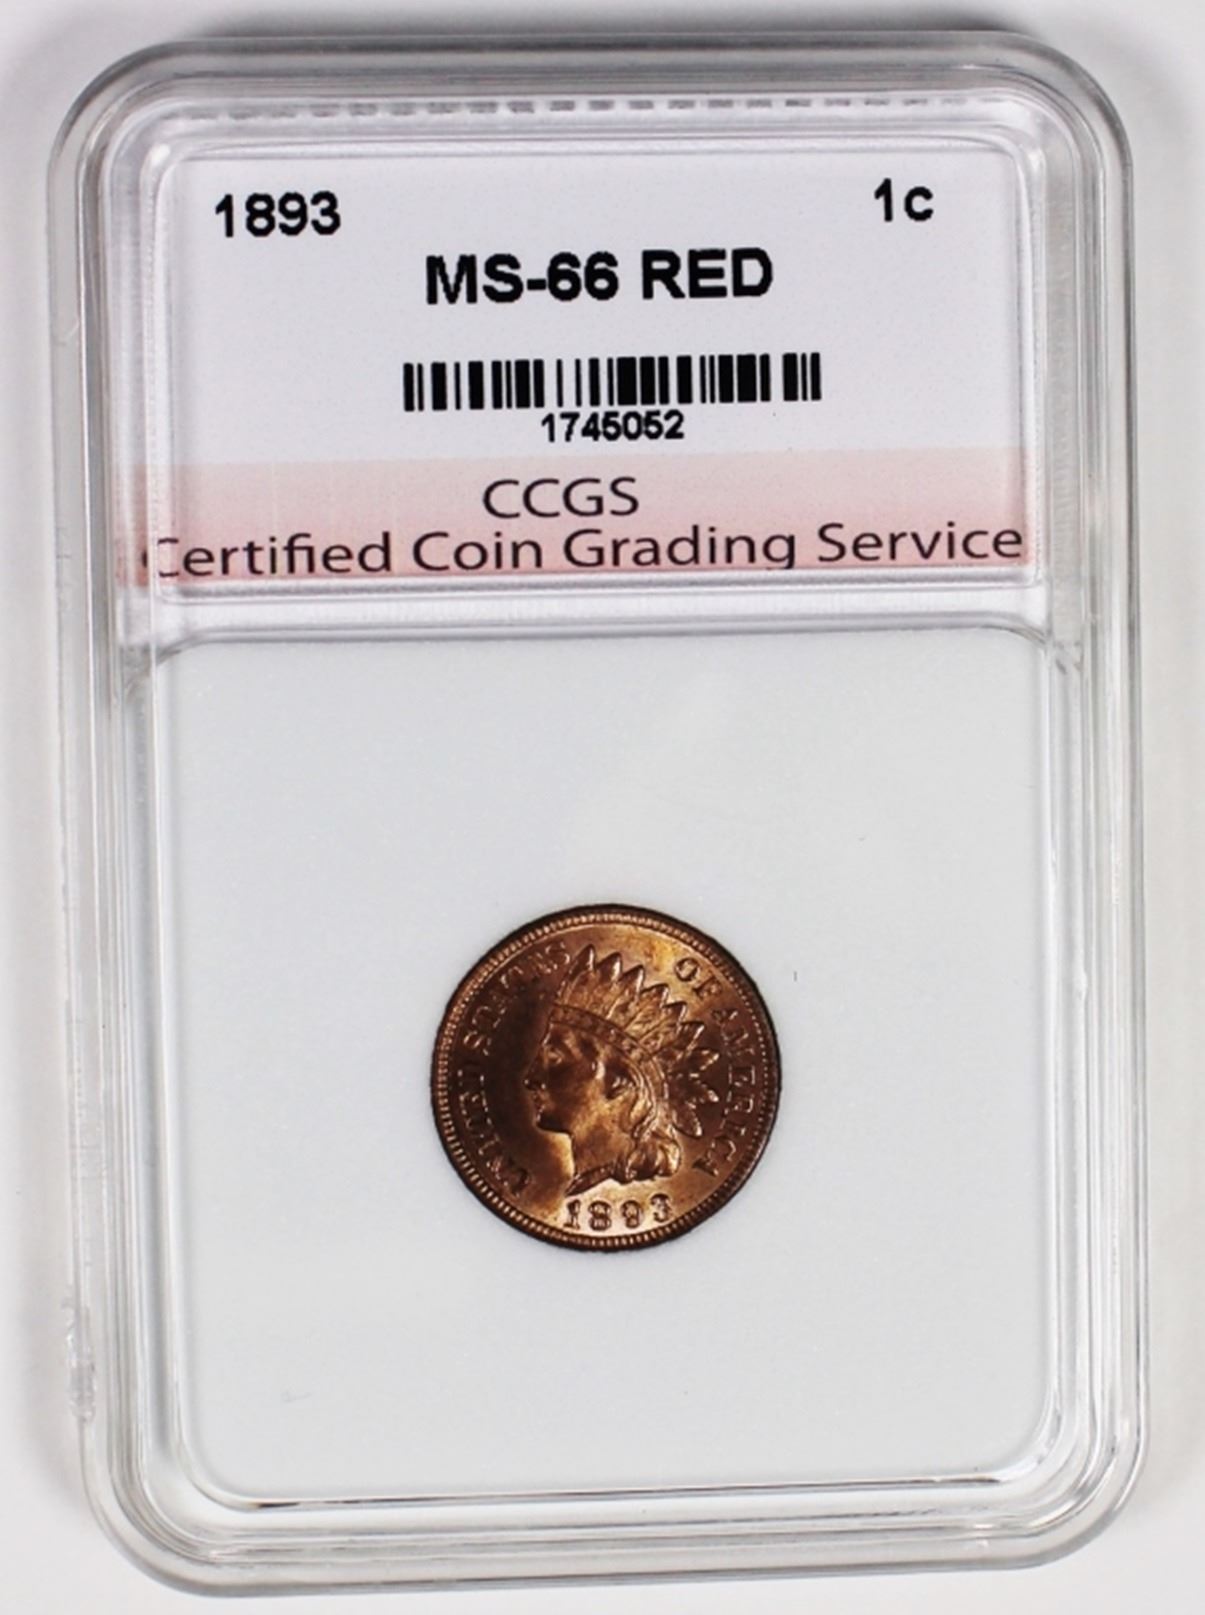 1893 1c
MS-66 RED
1745052
CCGS
Certified Coin Grading Service
UNITED STATES OF AMERICA
1893